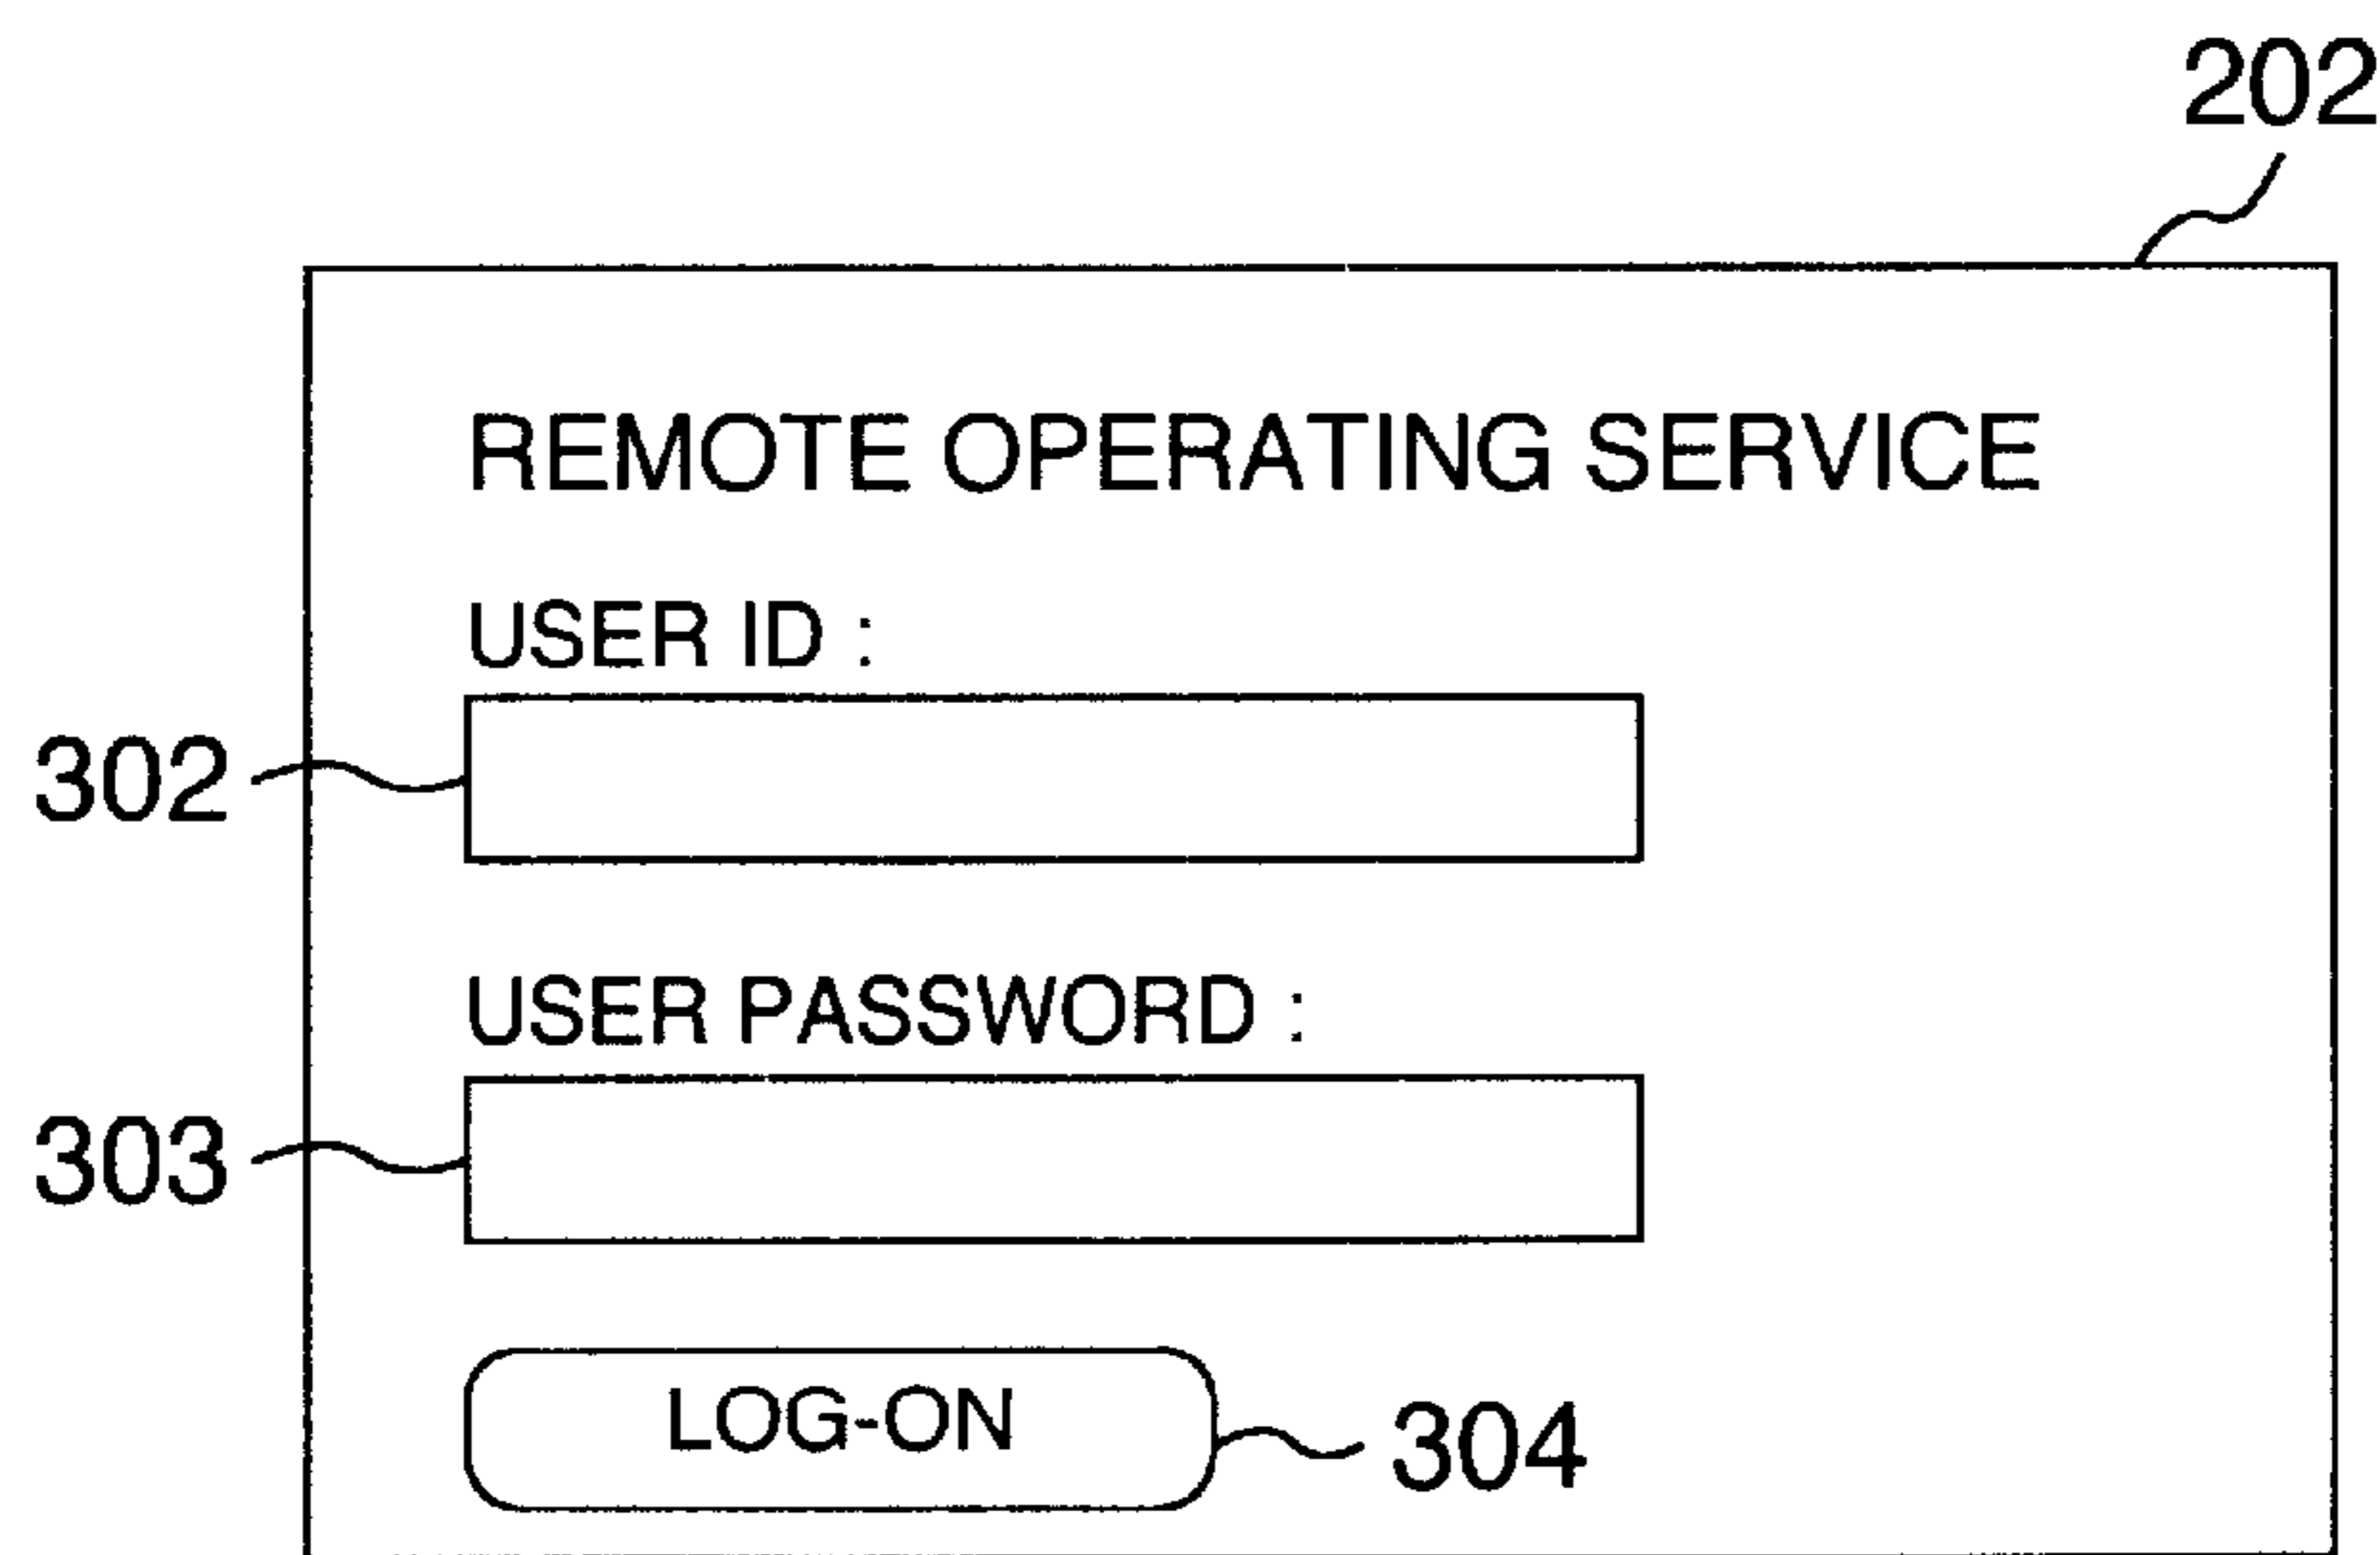 202
REMOTE OPERATING SERVICE
USER ID :
302
USER PASSWORD :
303
LOG-ON
304